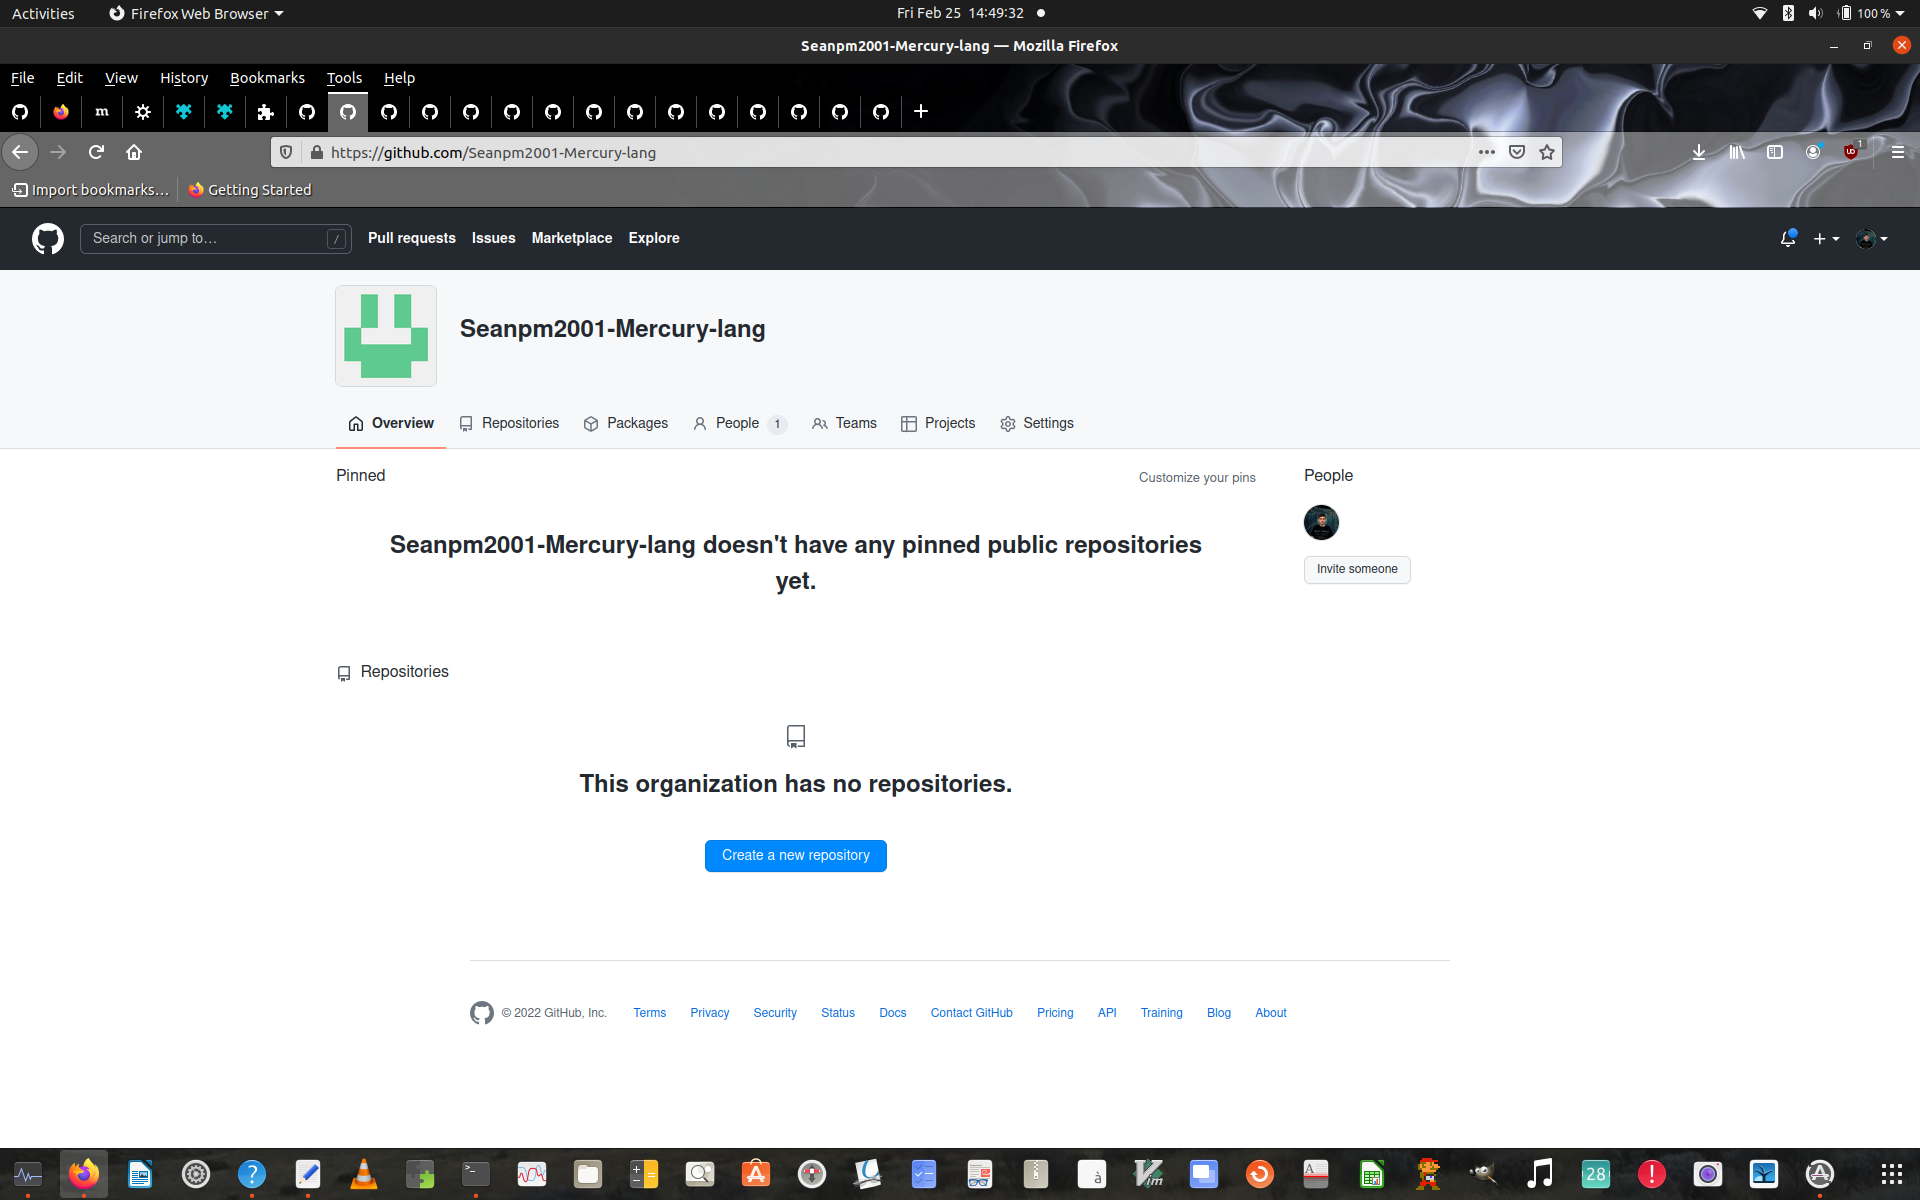 Activities
Firefox Web Browser
Fri Feb 25 14:49:32
100 %
Seanpm2001-Mercury-lang — Mozilla Firefox
File Edit View History Bookmarks Tools Help
m
https://github.com/Seanpm2001-Mercury-lang
1
Import bookmarks...
Getting Started
Search or jump to...
/
Pull requests Issues Marketplace Explore
Seanpm2001-Mercury-lang
Overview Repositories Packages People 1 Teams Projects Settings
Pinned
Customize your pins
People
Seanpm2001-Mercury-lang doesn't have any pinned public repositories
yet.
Invite someone
Repositories
This organization has no repositories.
Create a new repository
© 2022 GitHub, Inc. Terms Privacy Security Status Docs Contact GitHub Pricing API Training Blog About
28